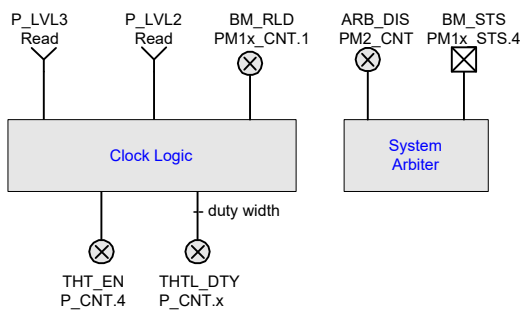 P_LVL3
Read
P_LVL2
Read
BM_RLD
PM1x_CNT.1
ARB_DIS
PM2_CNT
BM_STS
PM1x_STS.4
Clock Logic
System
Arbiter
duty width
THT_EN
P_CNT.4
THTL_DTY
P_CNT.x